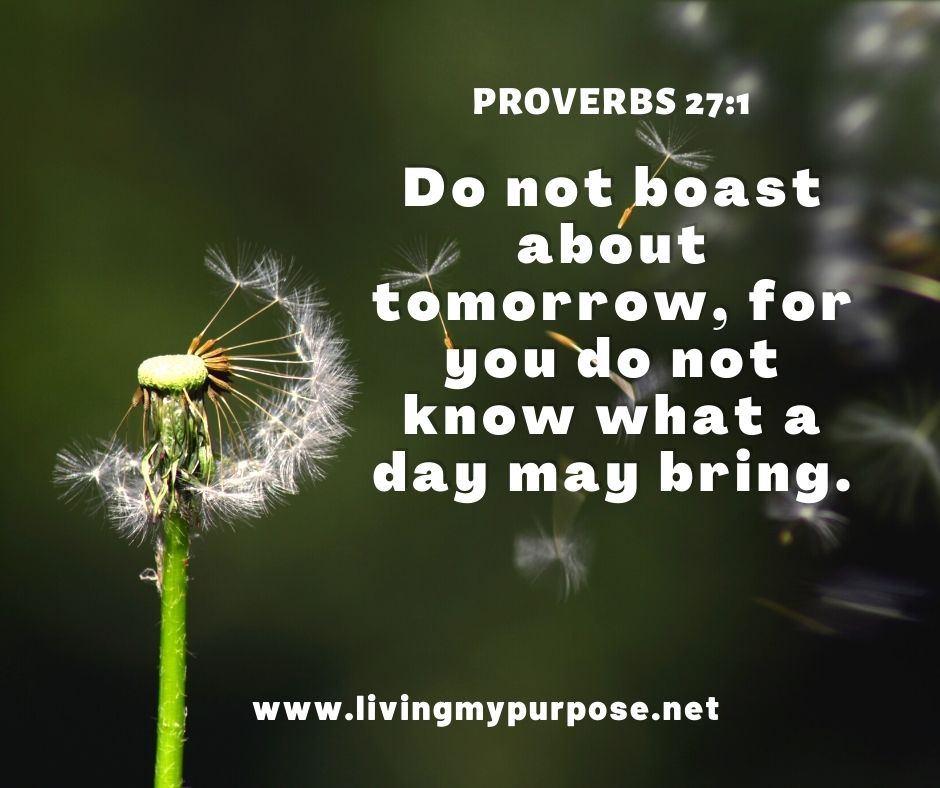 PROVERBS 27:1
Do not boast
about
tomorrow, for
you do not
know what a
day may bring.
www.livingmypurpose.net